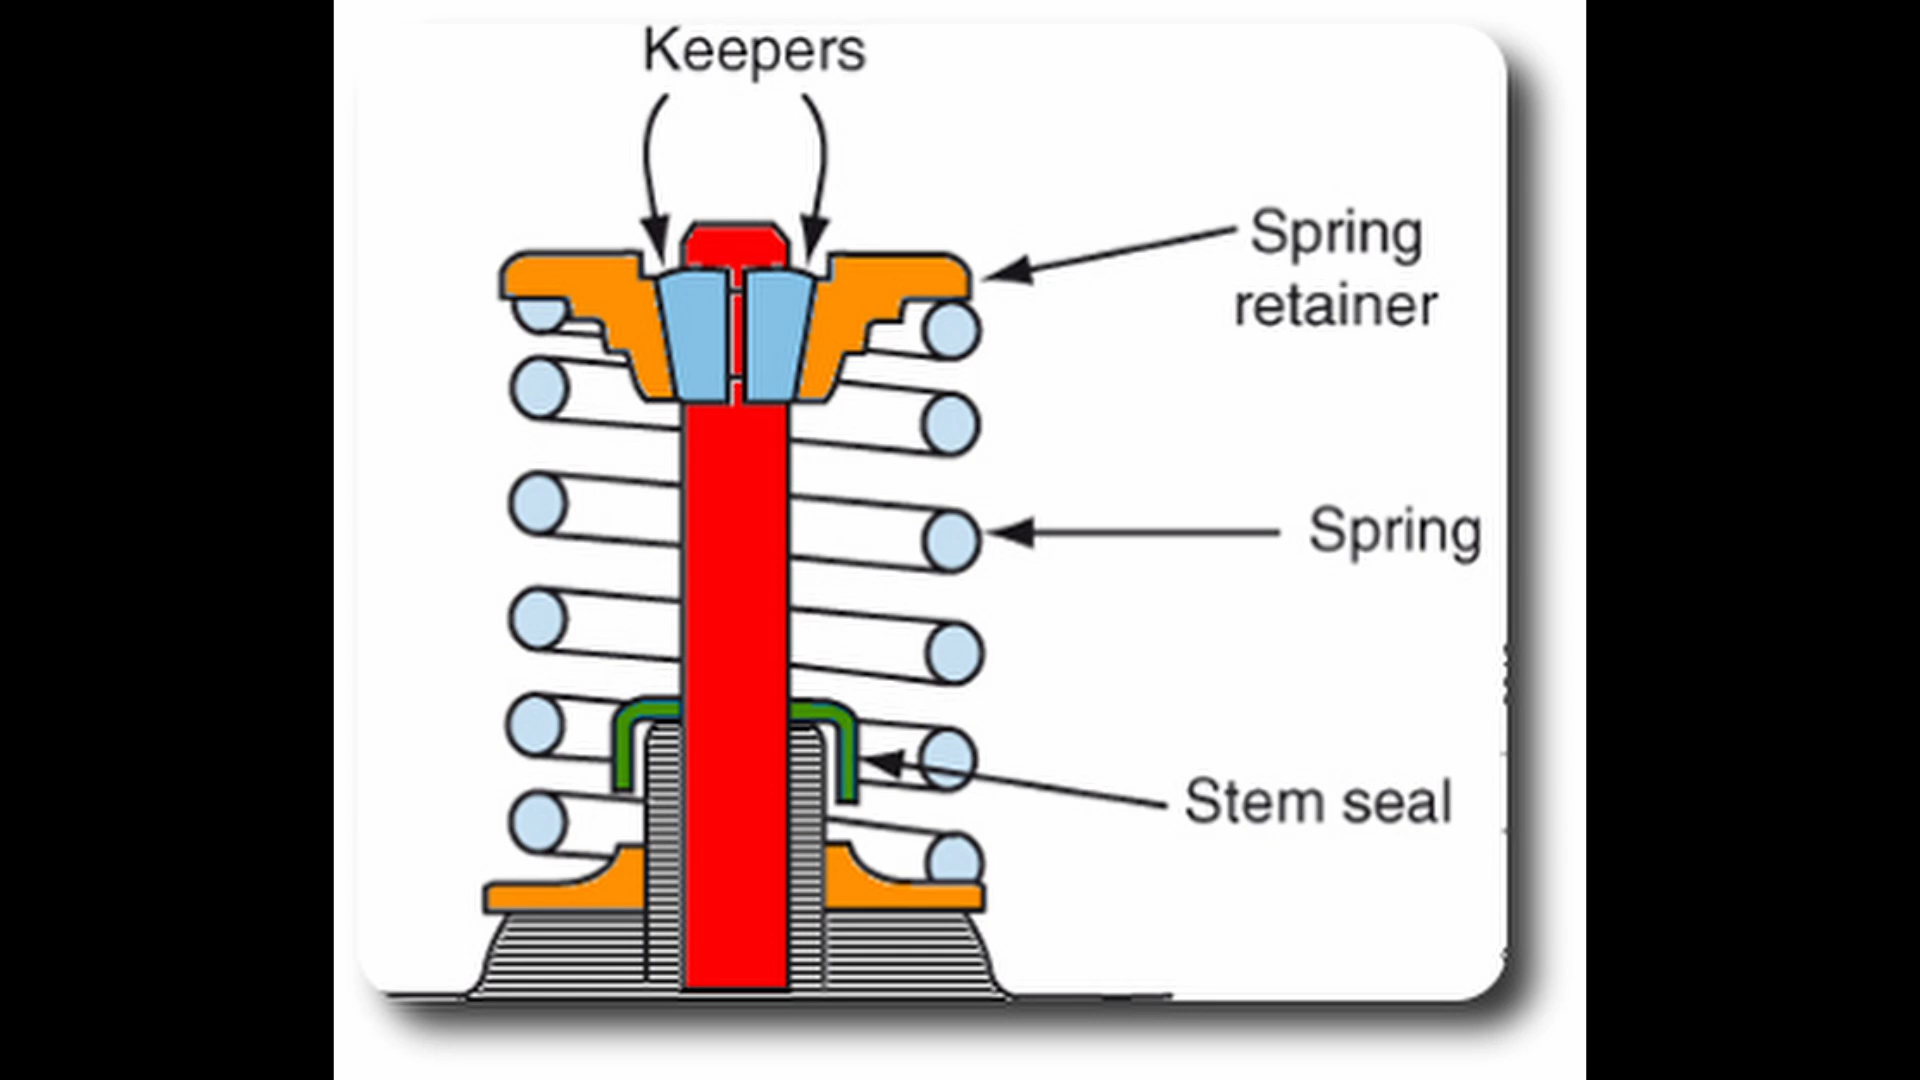 Keepers
Spring
retainer
Spring
Stem seal